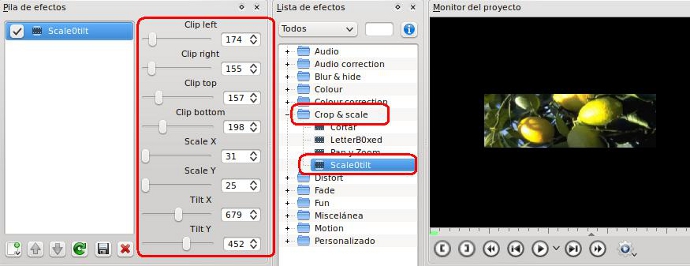 Pila de efectos
Scale0tilt
Clip left
174
Clip right
155
Clip top
157
Clip bottom
198
Scale X
31
Scale Y
25
Tilt X
679
Tilt Y
452
Lista de efectos
Todos
Audio
Audio correction
Blur & hide
Colour
Colour correction
Crop & scale
Cortar
LetterB0xed
Pan y Zoom
Scale0tilt
Distort
Fade
Fun
Miscelánea
Motion
Personalizado
Monitor del proyecto